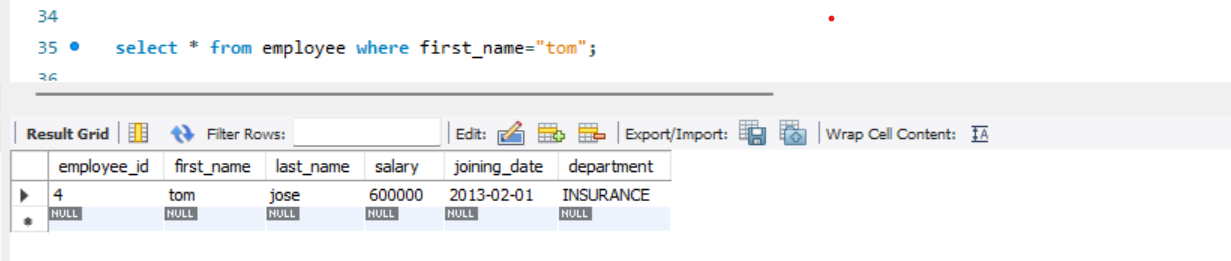 34
35 select * from employee where first_name="tom";
36
Result Grid Filter Rows: Edit: Export/Import: Wrap Cell Content: IA
employee_id first_name last_name salary joining_date department
4 tom jose 600000 2013-02-01 INSURANCE
NULL NULL NULL NULL NULL NULL